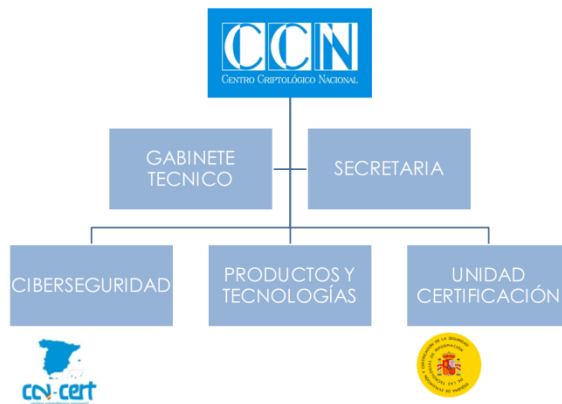 CCN
CENTRO CRIPTOLÓGICO NACIONAL
GABINETE
TECNICO
SECRETARIA
CIBERSEGURIDAD
PRODUCTOS Y
TECNOLOGÍAS
UNIDAD
CERTIFICACIÓN
ccn-cert